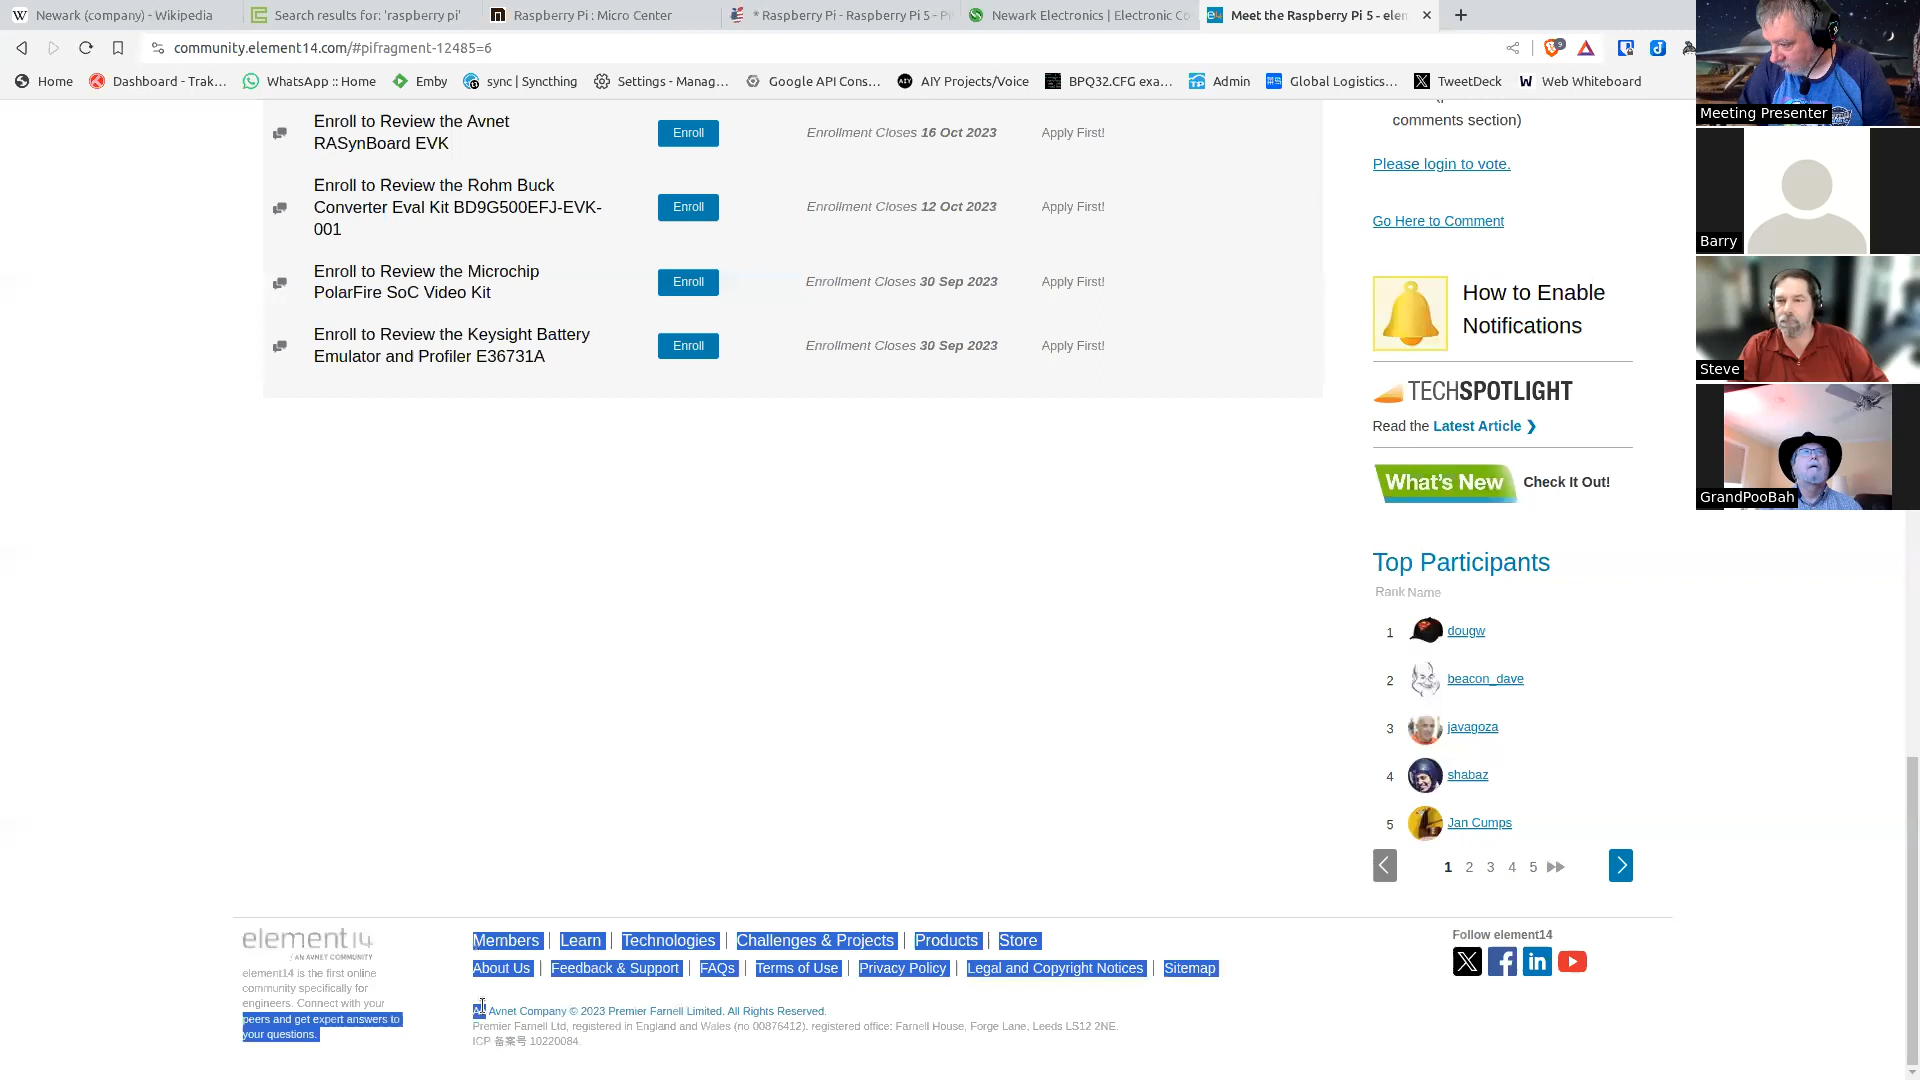 Newark (company) - Wikipedia
Search results for: 'raspberry pi'
Raspberry Pi : Micro Center
* Raspberry Pi - Raspberry Pi 5 - Pi
Newark Electronics | Electronic Co
Meet the Raspberry Pi 5 - elem
community.element14.com/#pifragment-12485=6
9
Home
Dashboard - Trak...
WhatsApp :: Home
Emby
sync | Syncthing
Settings - Manag...
Google API Cons...
AIY Projects/Voice
BPQ32.CFG exa...
Admin
Global Logistics...
TweetDeck
Web Whiteboard
Enroll to Review the Avnet
RASynBoard EVK
Enroll
Enrollment Closes 16 Oct 2023
Apply First!
Enroll to Review the Rohm Buck
Converter Eval Kit BD9G500EFJ-EVK-
001
Enroll
Enrollment Closes 12 Oct 2023
Apply First!
Enroll to Review the Microchip
PolarFire SoC Video Kit
Enroll
Enrollment Closes 30 Sep 2023
Apply First!
Enroll to Review the Keysight Battery
Emulator and Profiler E36731A
Enroll
Enrollment Closes 30 Sep 2023
Apply First!
comments section)
Please login to vote.
Go Here to Comment
How to Enable
Notifications
TECHSPOTLIGHT
Read the Latest Article ❯
What's New Check It Out!
Top Participants
Rank Name
1 dougw
2 beacon_dave
3 javagoza
4 shabaz
5 Jan Cumps
1 2 3 4 5
Meeting Presenter
Barry
Steve
GrandPooBah
element14
AN AVNET COMMUNITY
element14 is the first online
community specifically for
engineers. Connect with your
peers and get expert answers to
your questions.
Members | Learn | Technologies | Challenges & Projects | Products | Store
About Us | Feedback & Support | FAQs | Terms of Use | Privacy Policy | Legal and Copyright Notices | Sitemap
An Avnet Company © 2023 Premier Farnell Limited. All Rights Reserved.
Premier Farnell Ltd, registered in England and Wales (no 00876412). registered office: Farnell House, Forge Lane, Leeds LS12 2NE.
ICP 备案号 10220084.
Follow element14